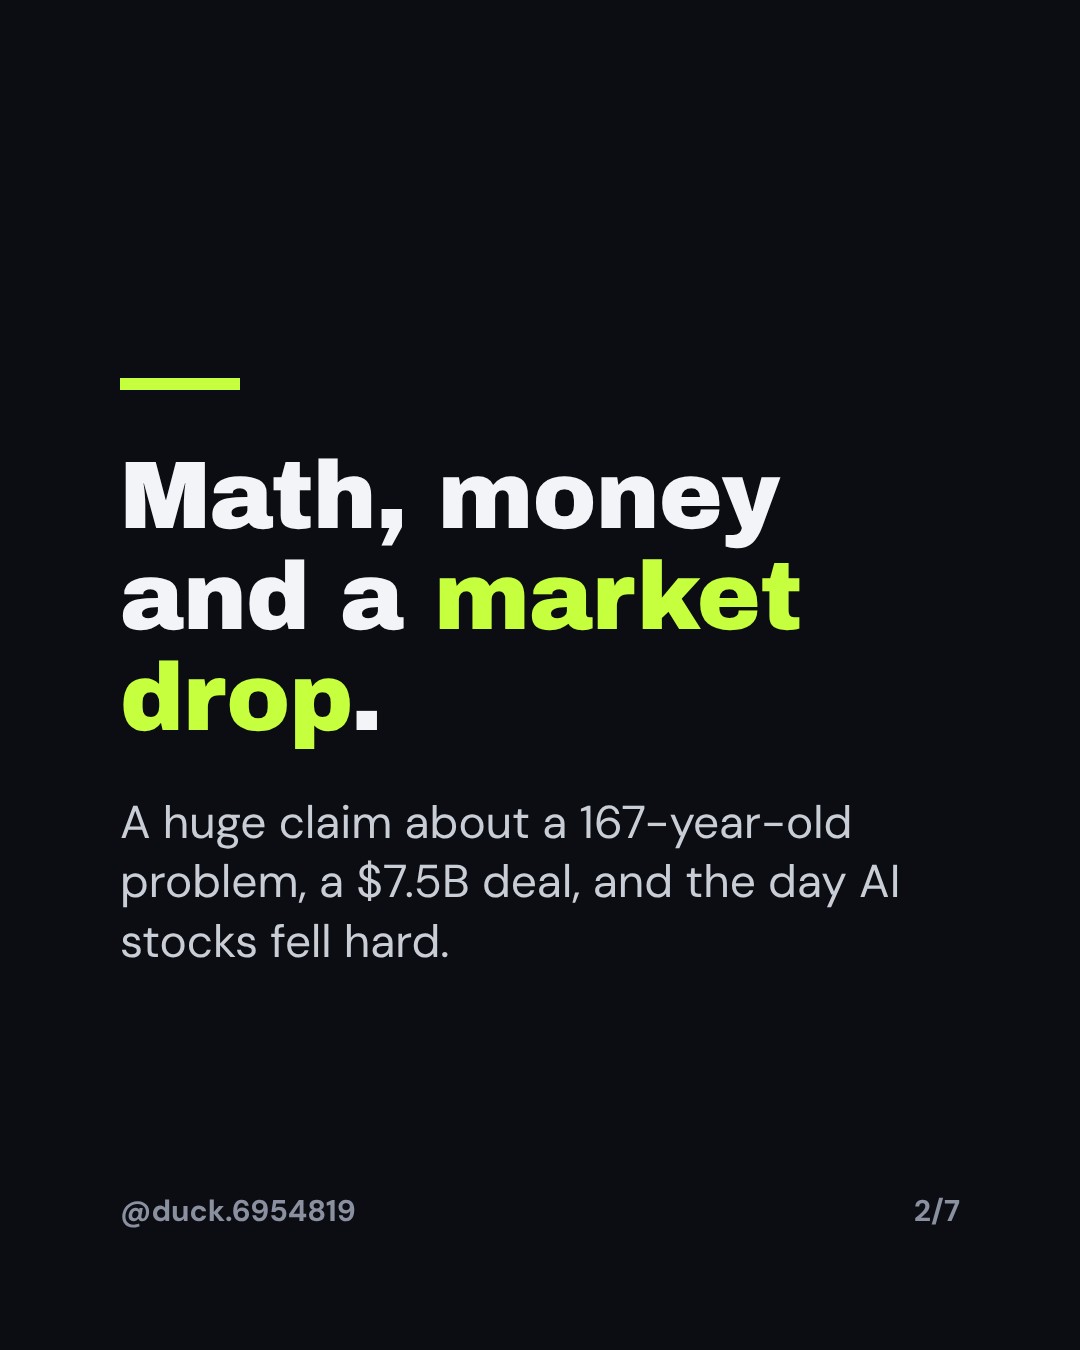 Math, money
and a market
drop.
A huge claim about a 167-year-old
problem, a $7.5B deal, and the day AI
stocks fell hard.
@duck.6954819
2/7